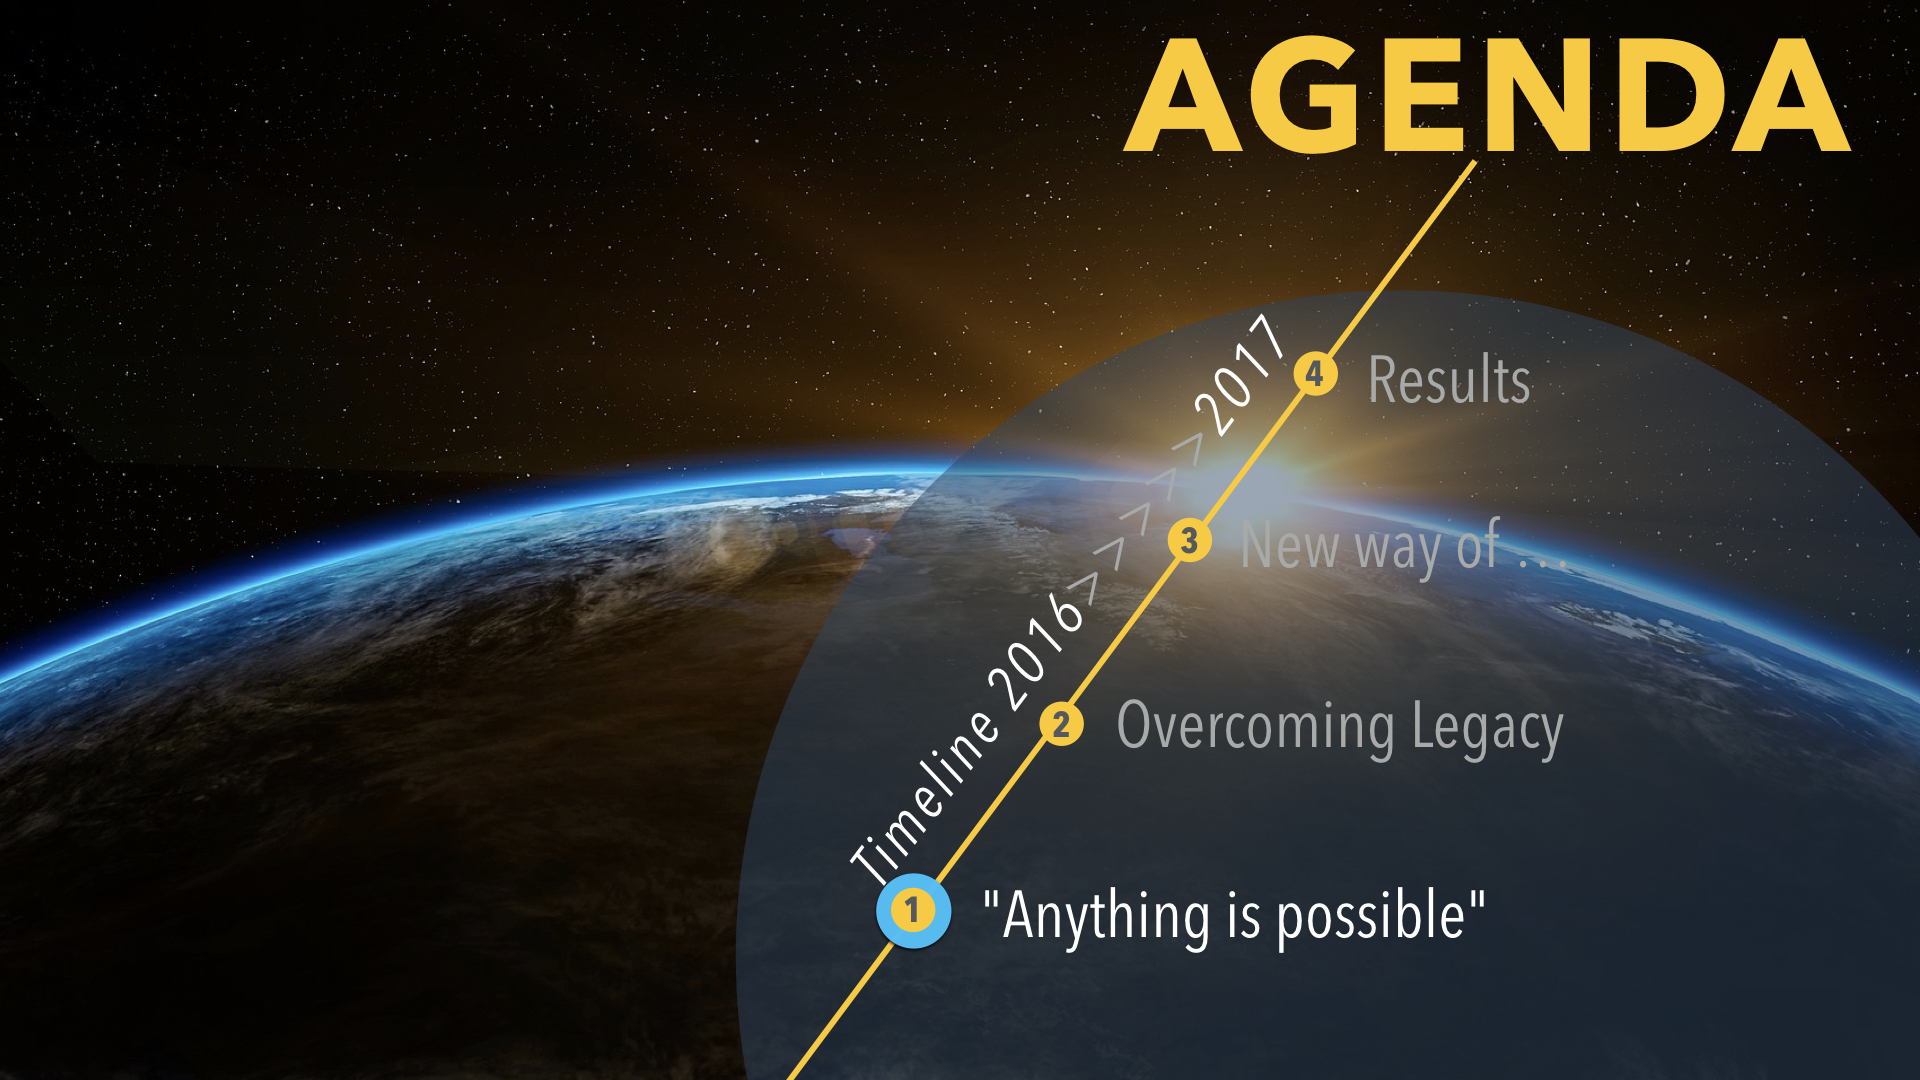 AGENDA
Timeline 2016 > > > > > 2017
4 Results
3 New way of ...
2 Overcoming Legacy
1 "Anything is possible"